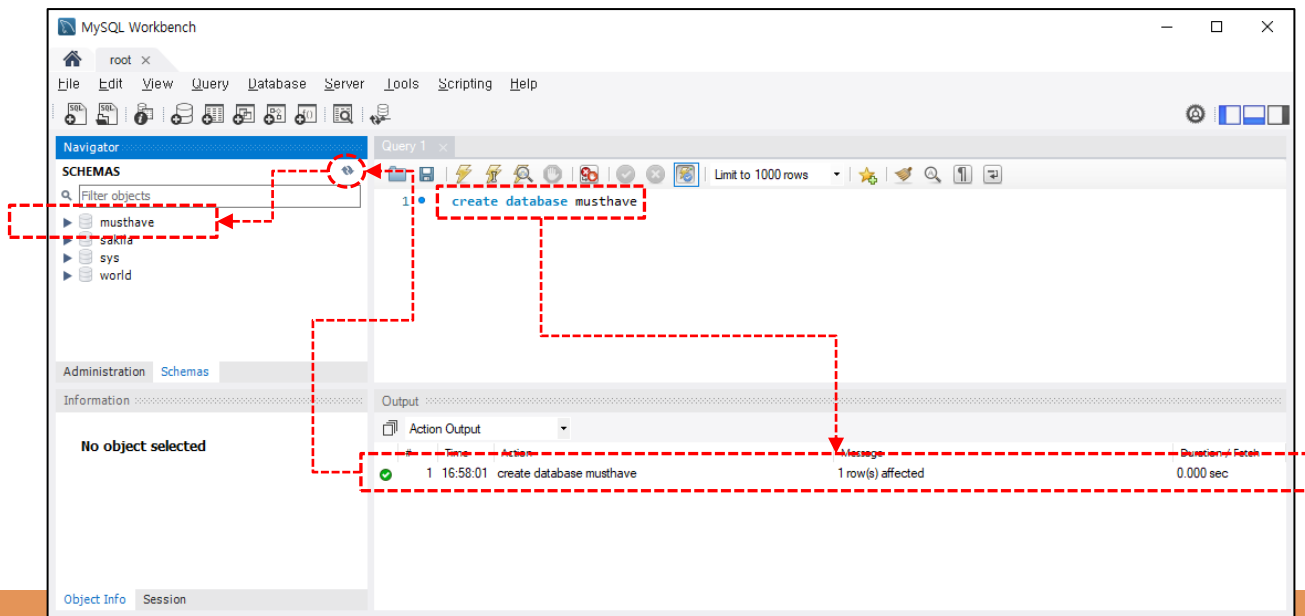 MySQL Workbench
root
File Edit View Query Database Server Tools Scripting Help
Navigator
SCHEMAS
Filter objects
musthave
sakila
sys
world
Administration Schemas
Information
No object selected
Object Info Session
Query 1
Limit to 1000 rows
1 create database musthave
Output
Action Output
# Time Action Message Duration / Fetch
1 16:58:01 create database musthave 1 row(s) affected 0.000 sec